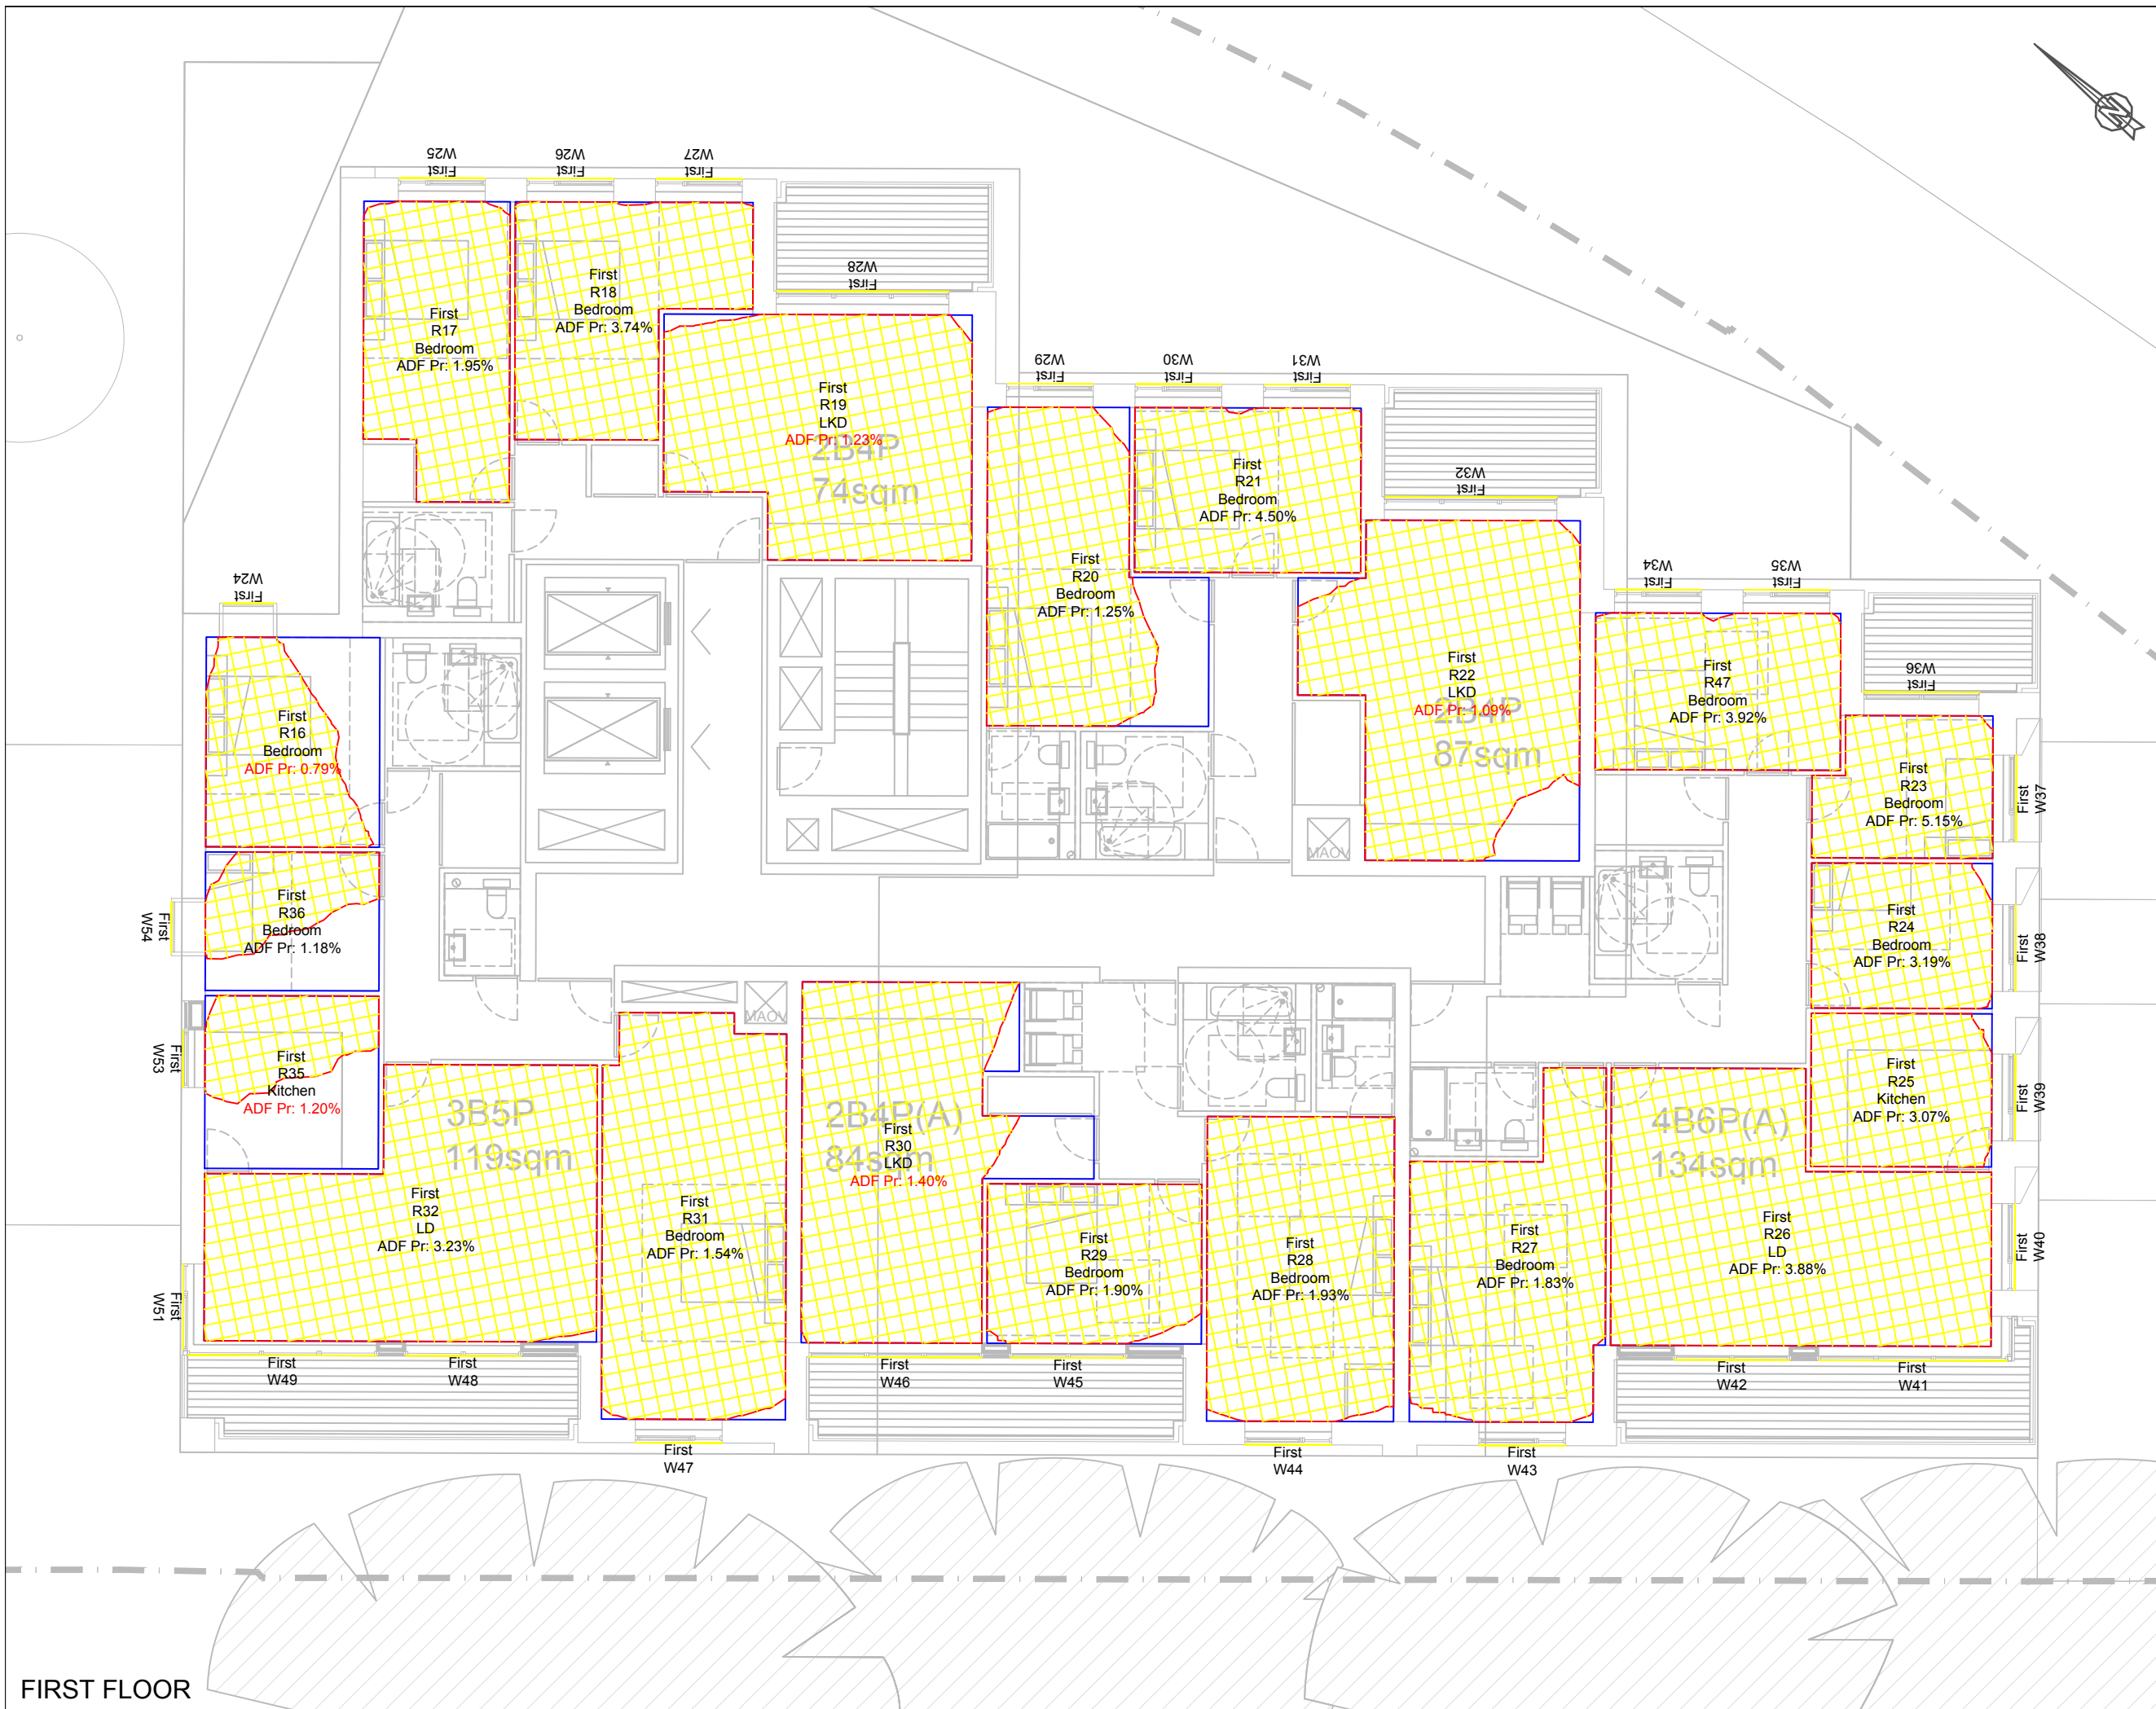 W25
First
W26
First
W27
First
First
R17
Bedroom
ADF Pr: 1.95%
First
R18
Bedroom
ADF Pr: 3.74%
W28
First
First
R19
LKD
ADF Pr: 1.23%
2B4P
74sqm
W29
First
W30
First
W31
First
First
R20
Bedroom
ADF Pr: 1.25%
First
R21
Bedroom
ADF Pr: 4.50%
W32
First
First
R22
LKD
ADF Pr: 1.09%
2B4P
87sqm
MAOV
W34
First
W35
First
First
R47
Bedroom
ADF Pr: 3.92%
W36
First
First
R23
Bedroom
ADF Pr: 5.15%
First
W37
First
R24
Bedroom
ADF Pr: 3.19%
First
W38
First
R25
Kitchen
ADF Pr: 3.07%
First
W39
W24
First
First
R16
Bedroom
ADF Pr: 0.79%
First
R36
Bedroom
ADF Pr: 1.18%
First
W54
First
R35
Kitchen
ADF Pr: 1.20%
First
W53
3B5P
119sqm
First
R32
LD
ADF Pr: 3.23%
First
W51
First
W49
First
W48
MAOV
First
R31
Bedroom
ADF Pr: 1.54%
First
W47
2B4P(A)
84sqm
First
R30
LKD
ADF Pr: 1.40%
First
W46
First
W45
First
R29
Bedroom
ADF Pr: 1.90%
First
R28
Bedroom
ADF Pr: 1.93%
First
W44
First
R27
Bedroom
ADF Pr: 1.83%
First
W43
4B6P(A)
134sqm
First
R26
LD
ADF Pr: 3.88%
First
W40
First
W42
First
W41
FIRST FLOOR
N